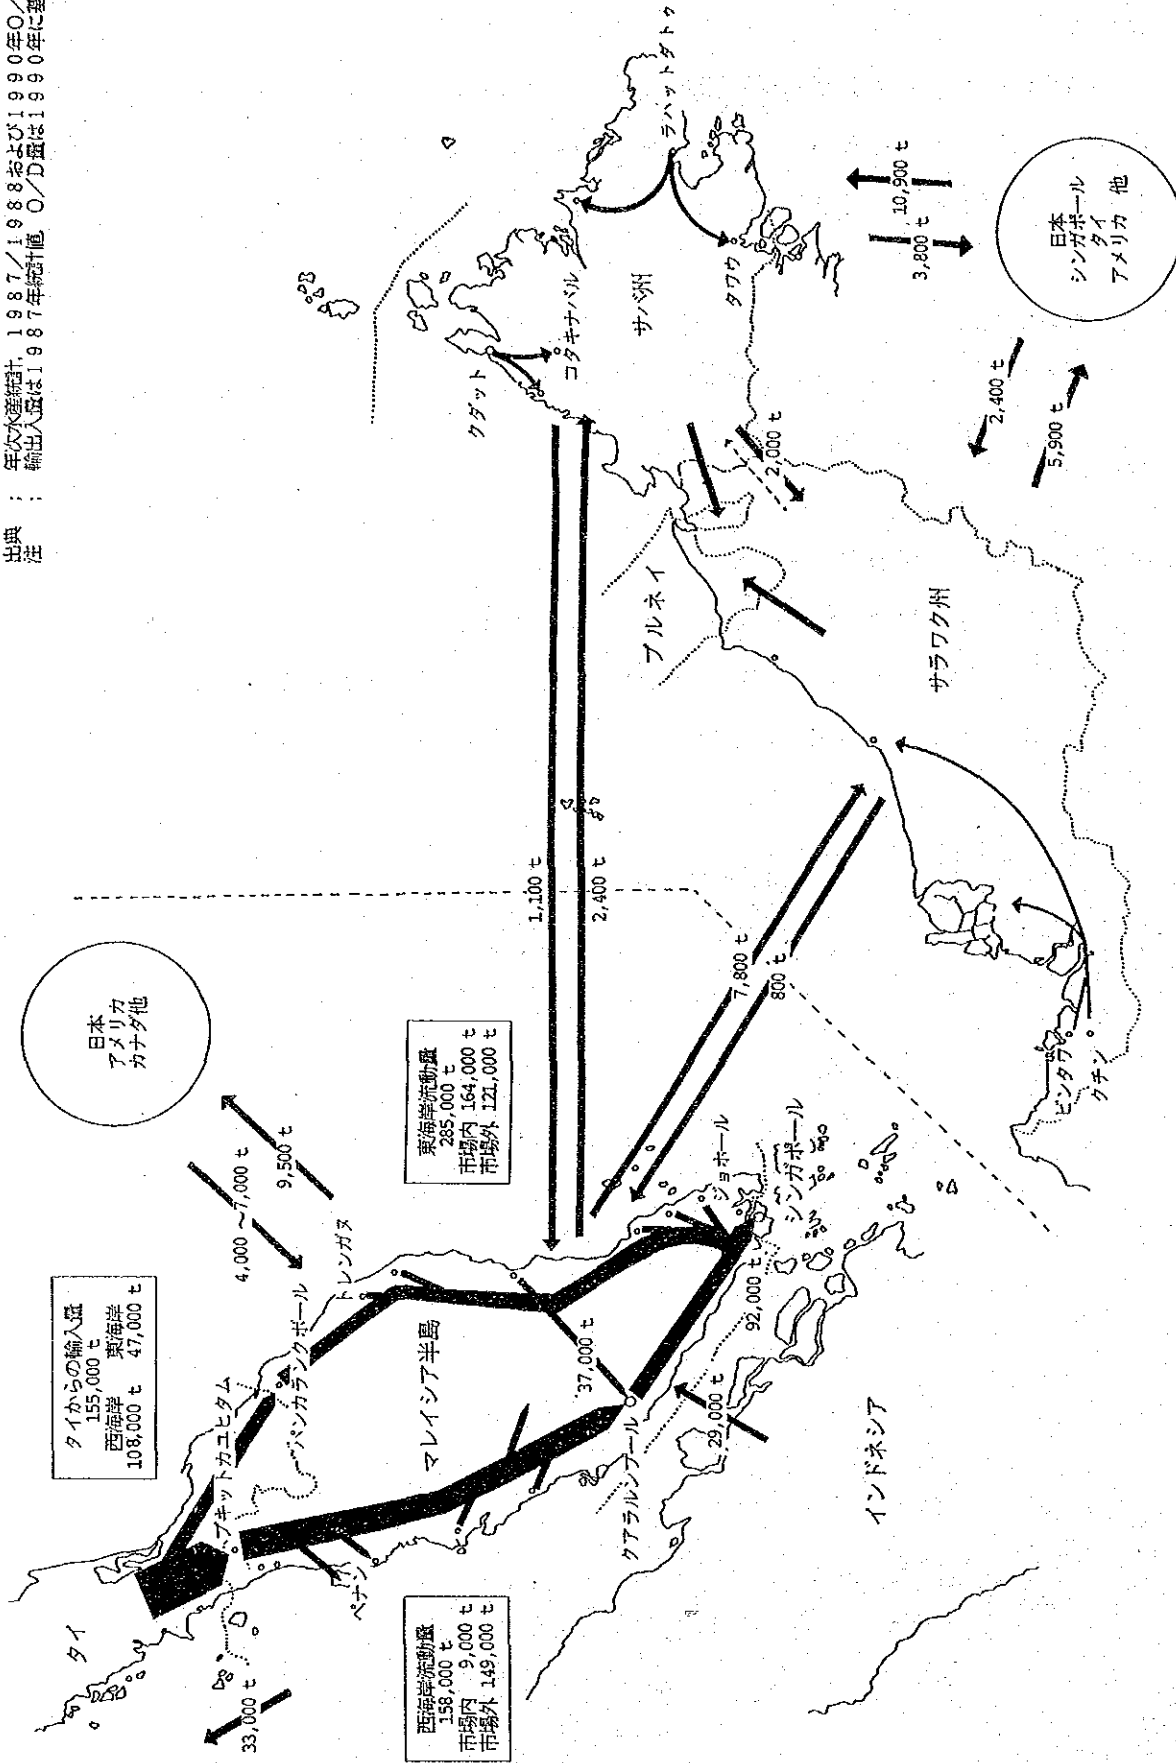 出典 : 年次水産統計, 1987/1988および1990年O/
注 : 輸出入量は1987年統計値 O/D量は1990年に基
日本
アメリカ
カナダ他
タイからの輸入量
155,000 t
西海岸 東海岸
108,000 t 47,000 t
4,000 ~7,000 t
9,500 t
タイ
33,000 t
ブキットカユヒタム
ペンカランクボール
トレンガヌ
ペナン
マレイシア半島
西海岸流動量
158,000 t
市場内 9,000 t
市場外 149,000 t
東海岸流動量
285,000 t
市場内 164,000 t
市場外 121,000 t
37,000 t
クアラルンプール
29,000 t
92,000 t
ジョホール
シンガポール
インドネシア
1,100 t
2,400 t
7,800 t
800 t
クダット
コタキナバル
サバ州
ラハットダトゥ
タワウ
ブルネイ
2,000 t
サラワク州
ビンタワ
クチン
10,900 t
3,800 t
2,400 t
5,900 t
日本
シンガポール
タイ
アメリカ 他